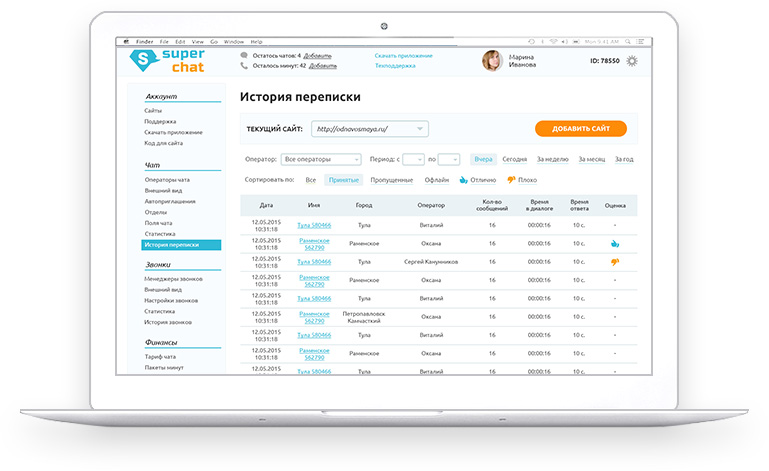 Finder File Edit View Go Window Help Mon 9:41 AM
super
chat
Осталось чатов: 4 Добавить
Осталось минут: 42 Добавить
Скачать приложение
Техподдержка
Марина
Иванова
ID: 78550
Аккаунт
Сайты
Поддержка
Скачать приложение
Код для сайта
Чат
Операторы чата
Внешний вид
Автоприглашения
Отделы
Поля чата
Статистика
История переписки
Звонки
Менеджеры звонков
Внешний вид
Настройки звонков
Статистика
История звонков
Финансы
Тариф чата
Пакеты минут
История переписки
ТЕКУЩИЙ САЙТ: http://odnavosmaya.ru/ ДОБАВИТЬ САЙТ
Оператор: Все операторы Период: с по Вчера Сегодня За неделю За месяц За год
Сортировать по: Все Принятые Пропущенные Офлайн Отлично Плохо
Дата Имя Город Оператор Кол-во сообщений Время в диалоге Время ответа Оценка
12.05.2015 10:31:18 Тула 580466 Тула Виталий 16 00:00:16 10 с. -
12.05.2015 10:31:18 Раменское 562790 Раменское Оксана 16 00:00:16 10 с.
12.05.2015 10:31:18 Тула 580466 Тула Сергей Канунников 16 00:00:16 10 с.
12.05.2015 10:31:18 Раменское 562790 Раменское Оксана 16 00:00:16 10 с. -
12.05.2015 10:31:18 Тула 580466 Тула Виталий 16 00:00:16 10 с. -
12.05.2015 10:31:18 Раменское 562790 Петропавловск Камчасткий Оксана 16 00:00:16 10 с. -
12.05.2015 10:31:18 Тула 580466 Тула Виталий 16 00:00:16 10 с. -
12.05.2015 10:31:18 Раменское 562790 Раменское Оксана 16 00:00:16 10 с. -
12.05.2015 Тула 580466 Тула Виталий 16 00:00:16 10 с. -